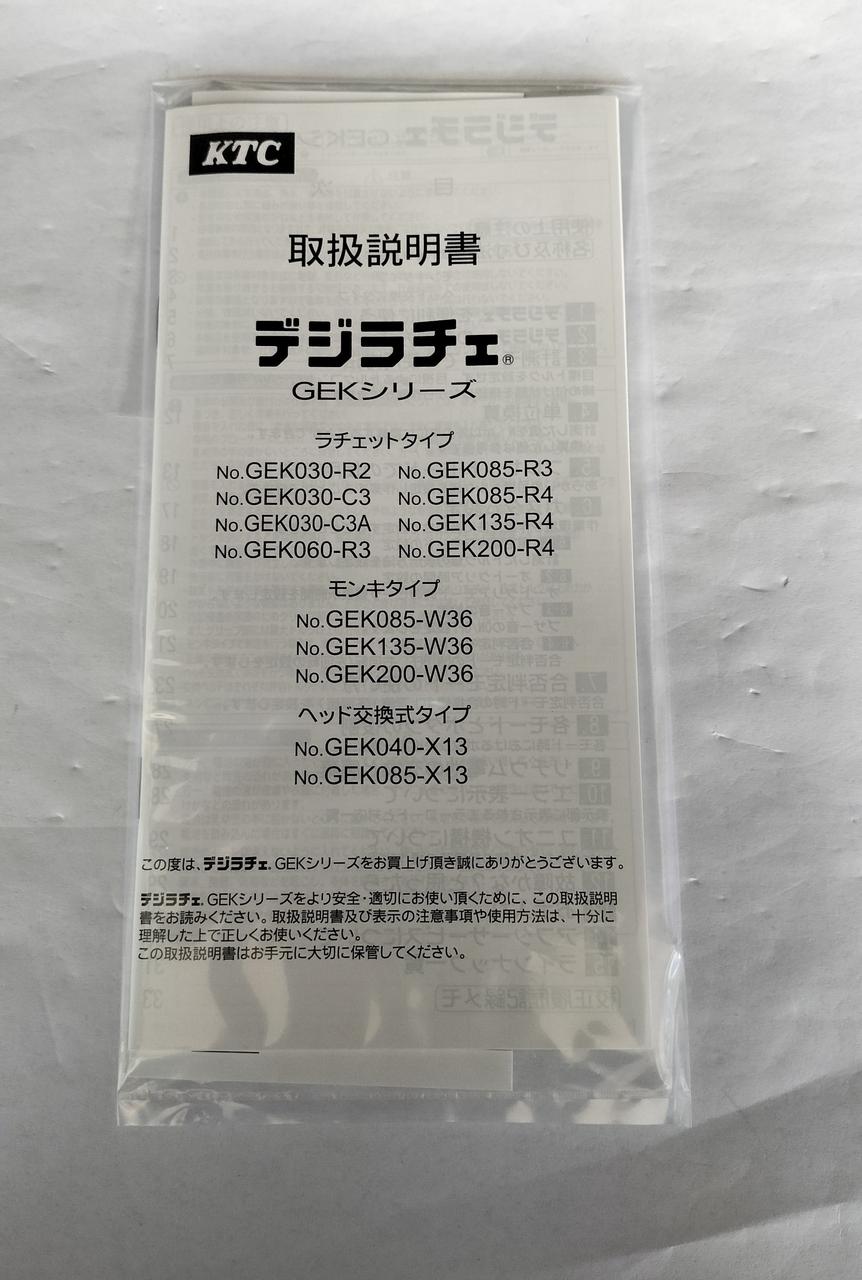 KTC
取扱説明書
デジラチェ®
GEKシリーズ
ラチェットタイプ
No.GEK030-R2 No.GEK085-R3
No.GEK030-C3 No.GEK085-R4
No.GEK030-C3A No.GEK135-R4
No.GEK060-R3 No.GEK200-R4
モンキタイプ
No.GEK085-W36
No.GEK135-W36
No.GEK200-W36
ヘッド交換式タイプ
No.GEK040-X13
No.GEK085-X13
この度は、デジラチェ. GEKシリーズをお買上げ頂き誠にありがとうございます。
デジラチェ. GEKシリーズをより安全・適切にお使い頂くために、この取扱説明
書をお読みください。取扱説明書及び表示の注意事項や使用方法は、十分に
理解した上で正しくお使いください。
この取扱説明書はお手元に大切に保管してください。